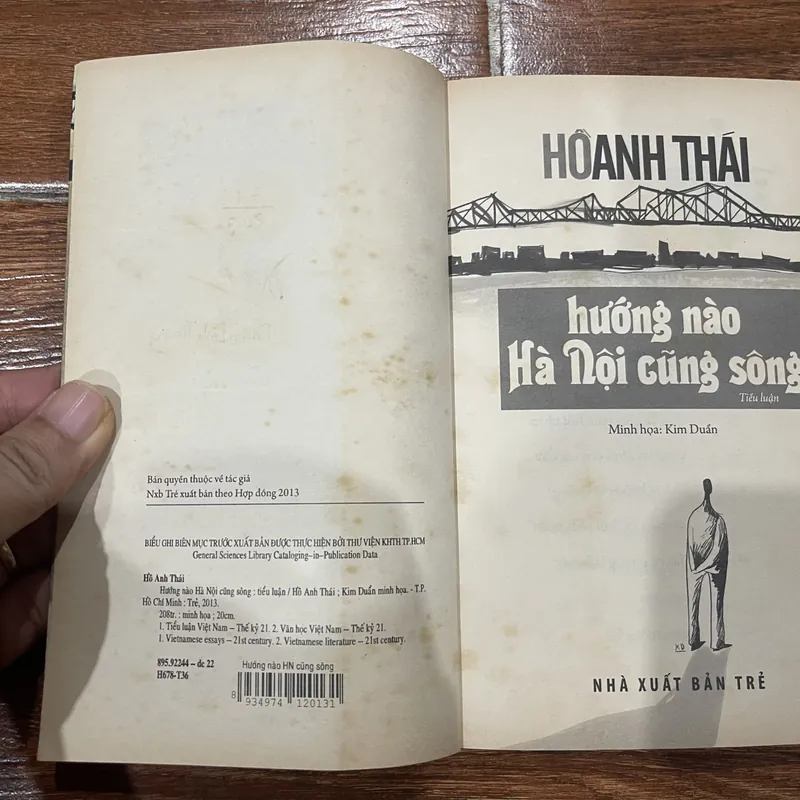 Bản quyền thuộc về tác giả
Nxb Trẻ xuất bản theo Hợp đồng 2013
BIỂU GHI BIÊN MỤC TRƯỚC XUẤT BẢN ĐƯỢC THỰC HIỆN BỞI THƯ VIỆN KHTH TP.HCM
General Sciences Library Cataloging-in-Publication Data
Hồ Anh Thái
Hướng nào Hà Nội cũng sông : tiểu luận / Hồ Anh Thái ; Kim Duẩn minh họa. - T.P.
Hồ Chí Minh : Trẻ, 2013.
208tr. : minh họa ; 20cm.
1. Tiểu luận Việt Nam -- Thế kỷ 21. 2. Văn học Việt Nam -- Thế kỷ 21.
1. Vietnamese essays -- 21st century. 2. Vietnamese literature -- 21st century.
895.92244 -- dc 22
H678-T36
Hướng nào HN cũng sông
8 934974 120131
HỒ ANH THÁI
hướng nào
Hà Nội cũng sông
Tiểu luận
Minh họa: Kim Duẩn
K.D
NHÀ XUẤT BẢN TRẺ